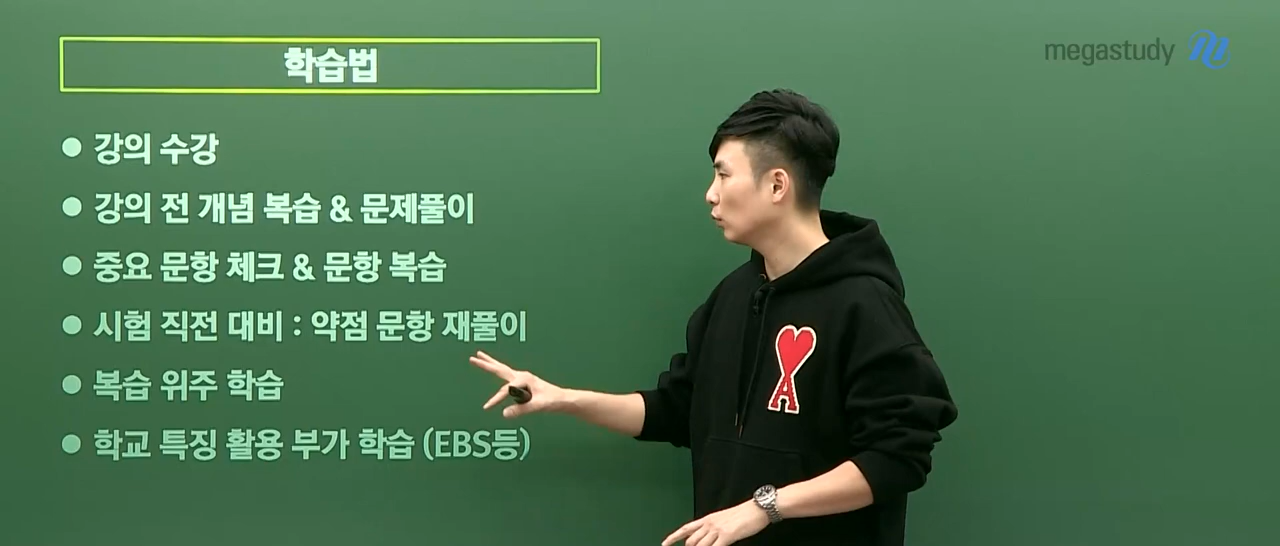 학습법
megastudy
● 강의 수강
● 강의 전 개념 복습 & 문제풀이
● 중요 문항 체크 & 문항 복습
● 시험 직전 대비 : 약점 문항 재풀이
● 복습 위주 학습
● 학교 특징 활용 부가 학습 (EBS등)
A